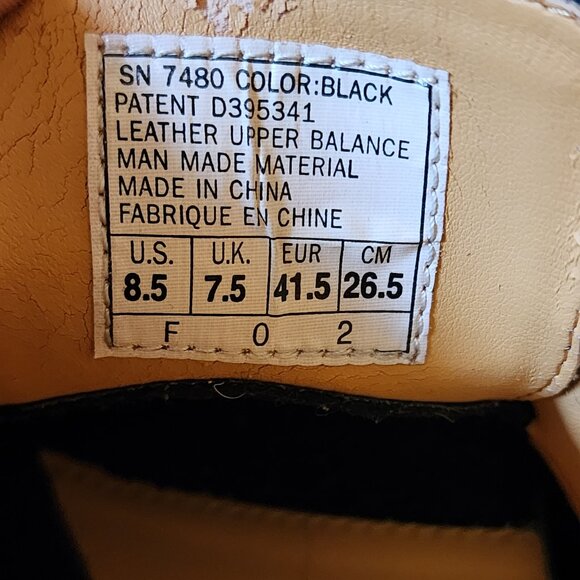 SN 7480 COLOR:BLACK
PATENT D395341
LEATHER UPPER BALANCE
MAN MADE MATERIAL
MADE IN CHINA
FABRIQUE EN CHINE
U.S. U.K. EUR CM
8.5 7.5 41.5 26.5
F O 2